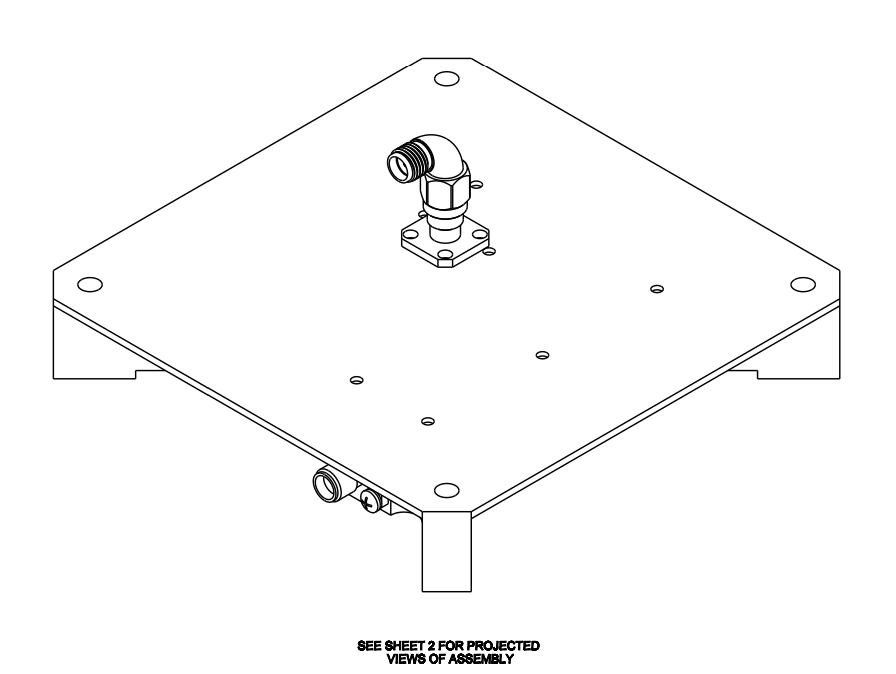 SEE SHEET 2 FOR PROJECTED
VIEWS OF ASSEMBLY